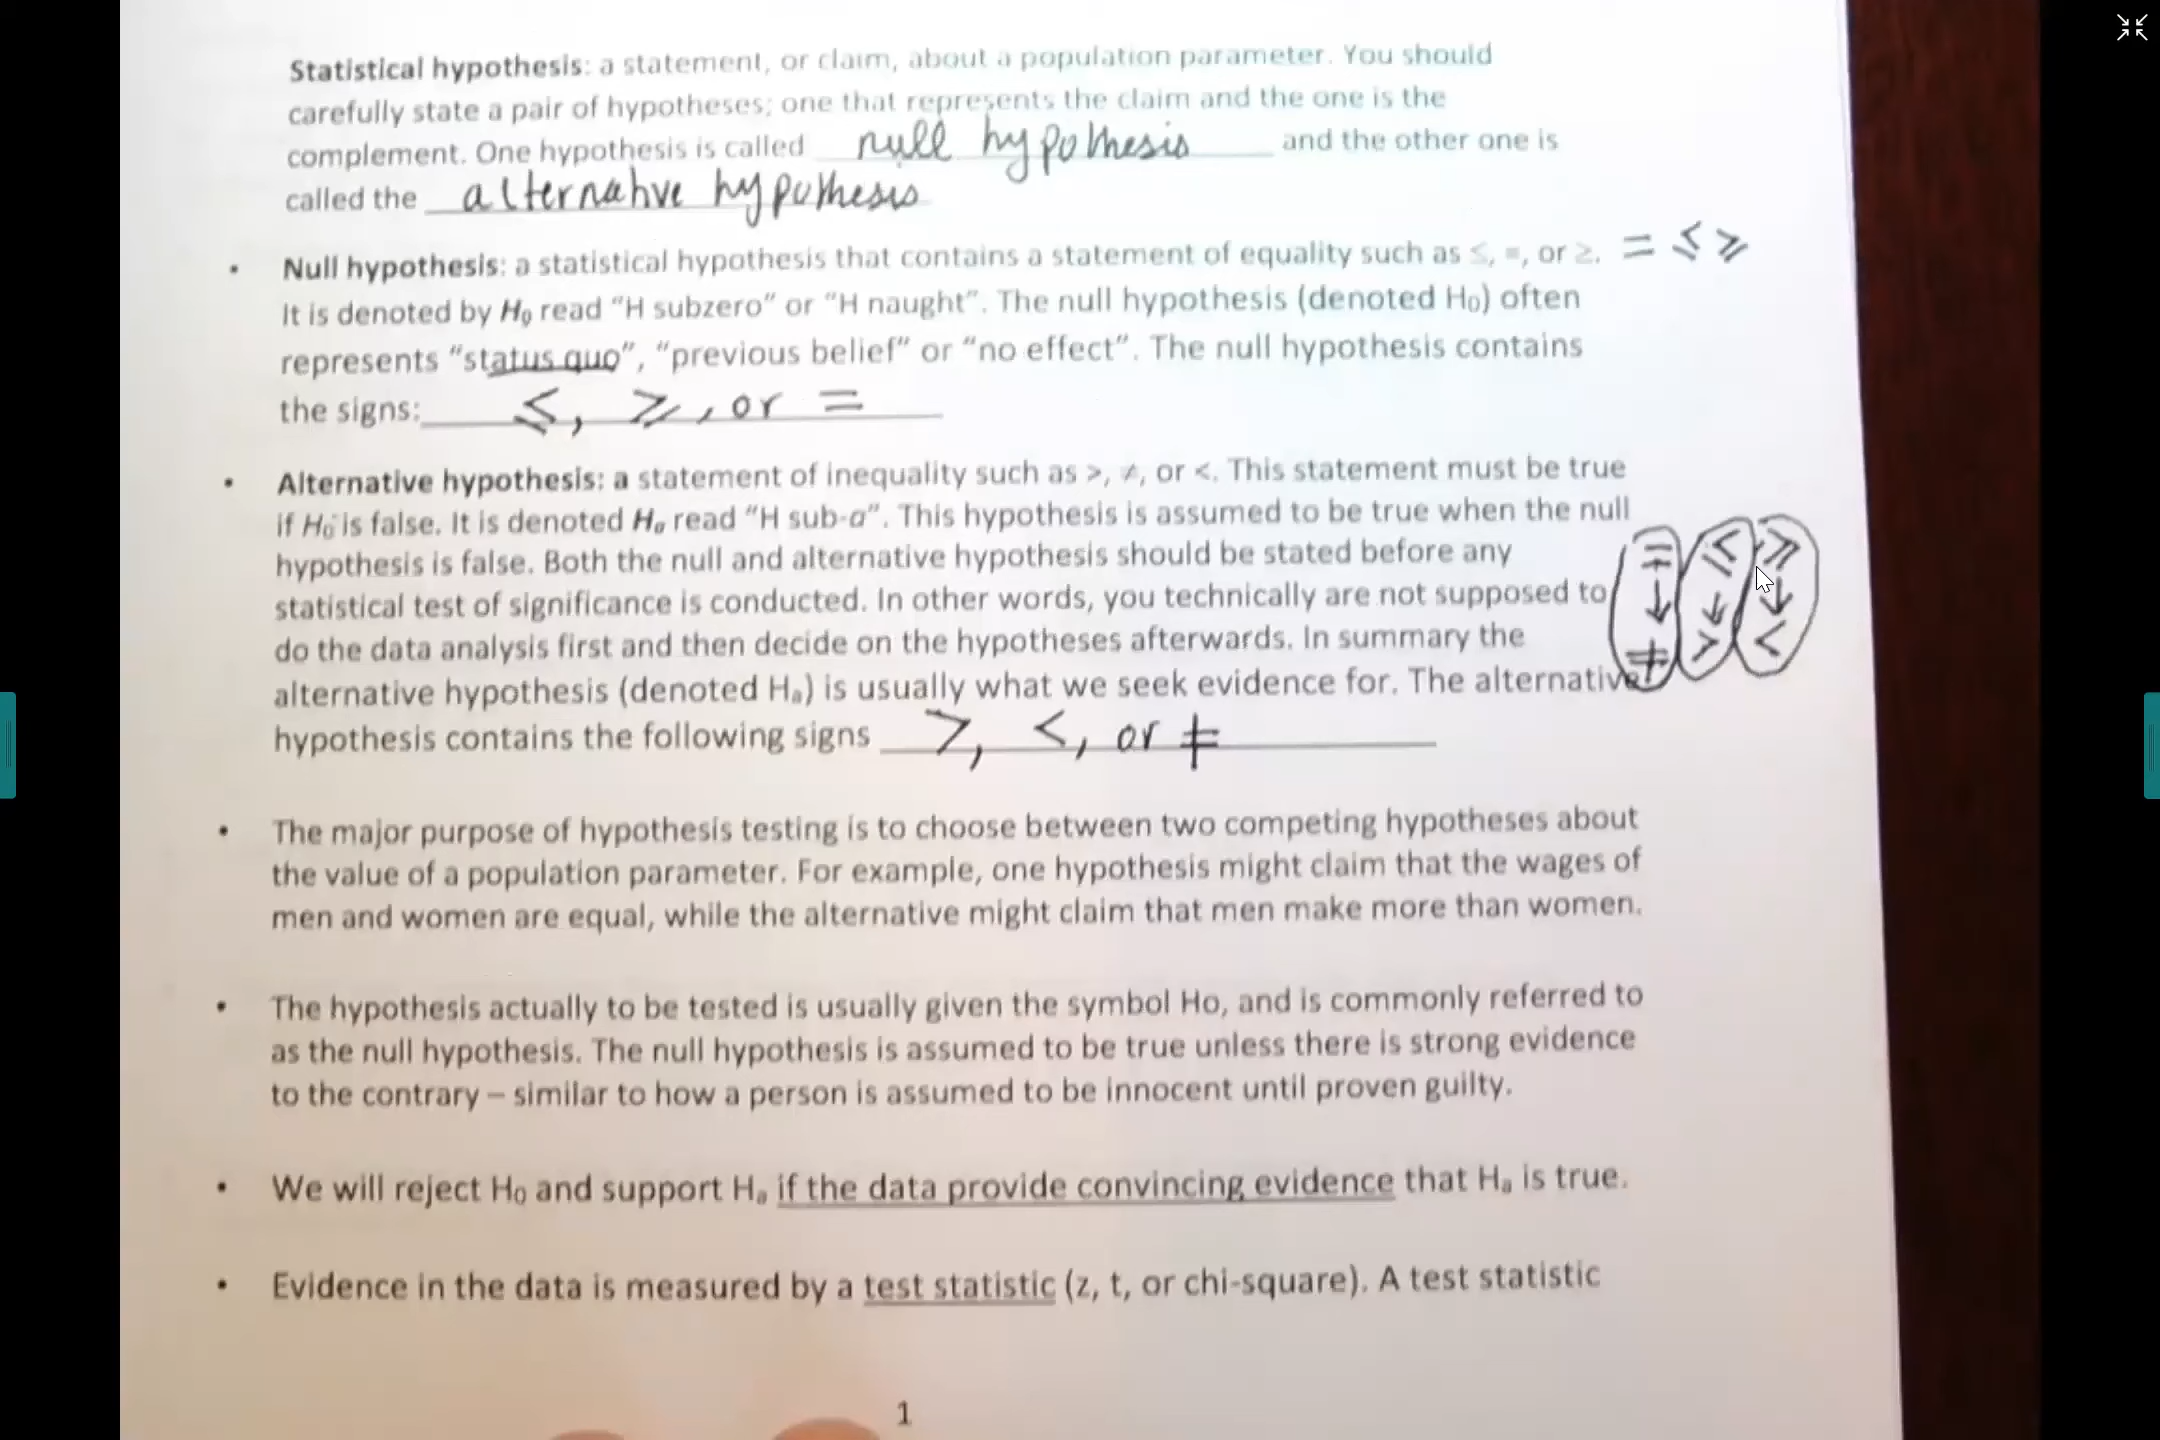 Statistical hypothesis: a statement, or claim, about a population parameter. You should
carefully state a pair of hypotheses; one that represents the claim and the one is the
complement. One hypothesis is called null hypothesis and the other one is
called the alternative hypothesis
• Null hypothesis: a statistical hypothesis that contains a statement of equality such as ≤, =, or ≥. = ≤ ≥
It is denoted by H₀ read “H subzero” or “H naught”. The null hypothesis (denoted H₀) often
represents “status quo”, “previous belief” or “no effect”. The null hypothesis contains
the signs: ≤, ≥, or =
• Alternative hypothesis: a statement of inequality such as >, ≠, or <. This statement must be true
if H₀ is false. It is denoted Hₐ read “H sub-a”. This hypothesis is assumed to be true when the null
hypothesis is false. Both the null and alternative hypothesis should be stated before any
statistical test of significance is conducted. In other words, you technically are not supposed to
do the data analysis first and then decide on the hypotheses afterwards. In summary the
alternative hypothesis (denoted Hₐ) is usually what we seek evidence for. The alternative
hypothesis contains the following signs >, <, or ≠
= ≤ ≥
↓ ↓ ↓
≠ > <
• The major purpose of hypothesis testing is to choose between two competing hypotheses about
the value of a population parameter. For example, one hypothesis might claim that the wages of
men and women are equal, while the alternative might claim that men make more than women.
• The hypothesis actually to be tested is usually given the symbol Ho, and is commonly referred to
as the null hypothesis. The null hypothesis is assumed to be true unless there is strong evidence
to the contrary – similar to how a person is assumed to be innocent until proven guilty.
• We will reject H₀ and support Hₐ if the data provide convincing evidence that Hₐ is true.
• Evidence in the data is measured by a test statistic (z, t, or chi-square). A test statistic
1